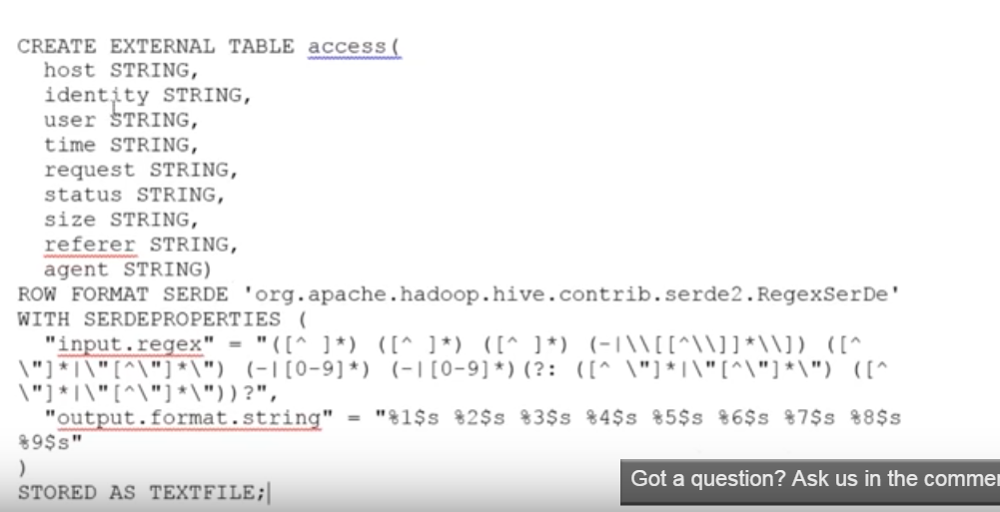 CREATE EXTERNAL TABLE access(
host STRING,
identity STRING,
user STRING,
time STRING,
request STRING,
status STRING,
size STRING,
referer STRING,
agent STRING)
ROW FORMAT SERDE 'org.apache.hadoop.hive.contrib.serde2.RegexSerDe'
WITH SERDEPROPERTIES (
"input.regex" = "([^ ]*) ([^ ]*) ([^ ]*) (-|\\[[^\\]]*\\]) ([^
\"]*|\"[^\"]*\") (-|[0-9]*) (-|[0-9]*)(?: ([^ \"]*|\"[^\"]*\") ([^
\"]*|\"[^\"]*\"))?",
"output.format.string" = "%1$s %2$s %3$s %4$s %5$s %6$s %7$s %8$s
%9$s"
)
STORED AS TEXTFILE;
Got a question? Ask us in the commen